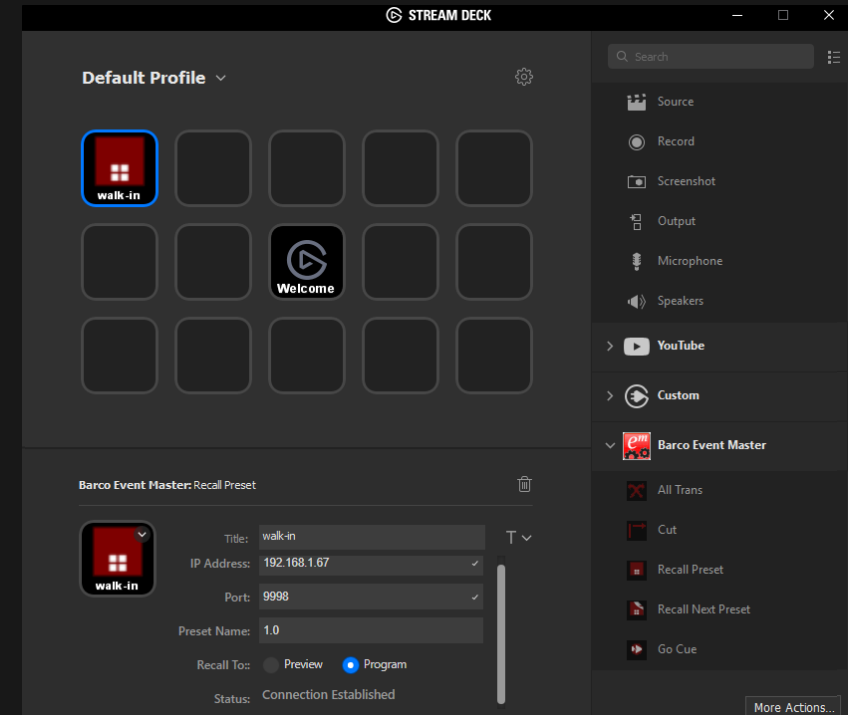 STREAM DECK
Default Profile
walk-in
Welcome
Search
Source
Record
Screenshot
Output
Microphone
Speakers
YouTube
Custom
em
Barco Event Master
All Trans
Cut
Recall Preset
Recall Next Preset
Go Cue
More Actions...
Barco Event Master: Recall Preset
walk-in
Title: walk-in
T
IP Address: 192.168.1.67
Port: 9998
Preset Name: 1.0
Recall To:: Preview Program
Status: Connection Established